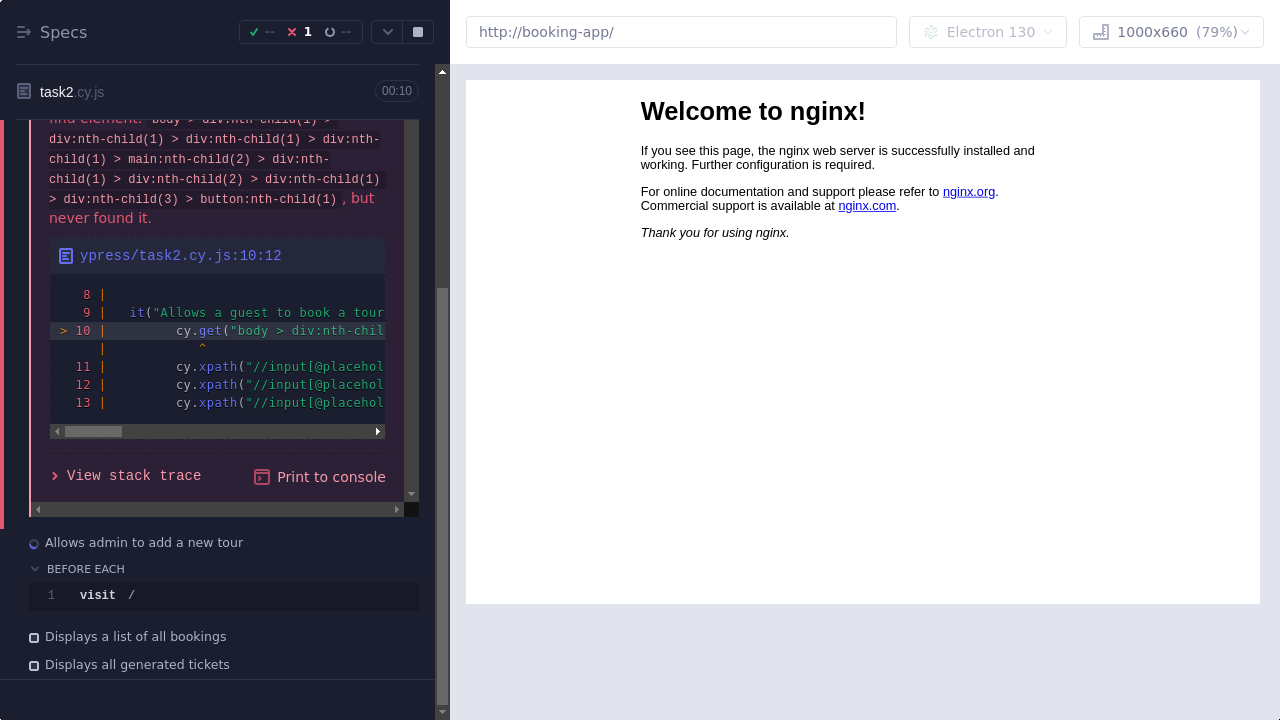 Specs
-- 1 --
http://booking-app/
Electron 130
1000x660 (79%)
task2.cy.js
00:10
find element: body > div:nth-child(1) >
div:nth-child(1) > div:nth-child(1) > div:nth-
child(1) > main:nth-child(2) > div:nth-
child(1) > div:nth-child(2) > div:nth-child(1)
> div:nth-child(3) > button:nth-child(1) , but
never found it.
ypress/task2.cy.js:10:12
8 |
9 | it("Allows a guest to book a tour
> 10 | cy.get("body > div:nth-chil
| ^
11 | cy.xpath("//input[@placehol
12 | cy.xpath("//input[@placehol
13 | cy.xpath("//input[@placehol
View stack trace
Print to console
Allows admin to add a new tour
BEFORE EACH
1 visit /
Displays a list of all bookings
Displays all generated tickets
Welcome to nginx!
If you see this page, the nginx web server is successfully installed and
working. Further configuration is required.
For online documentation and support please refer to nginx.org.
Commercial support is available at nginx.com.
Thank you for using nginx.